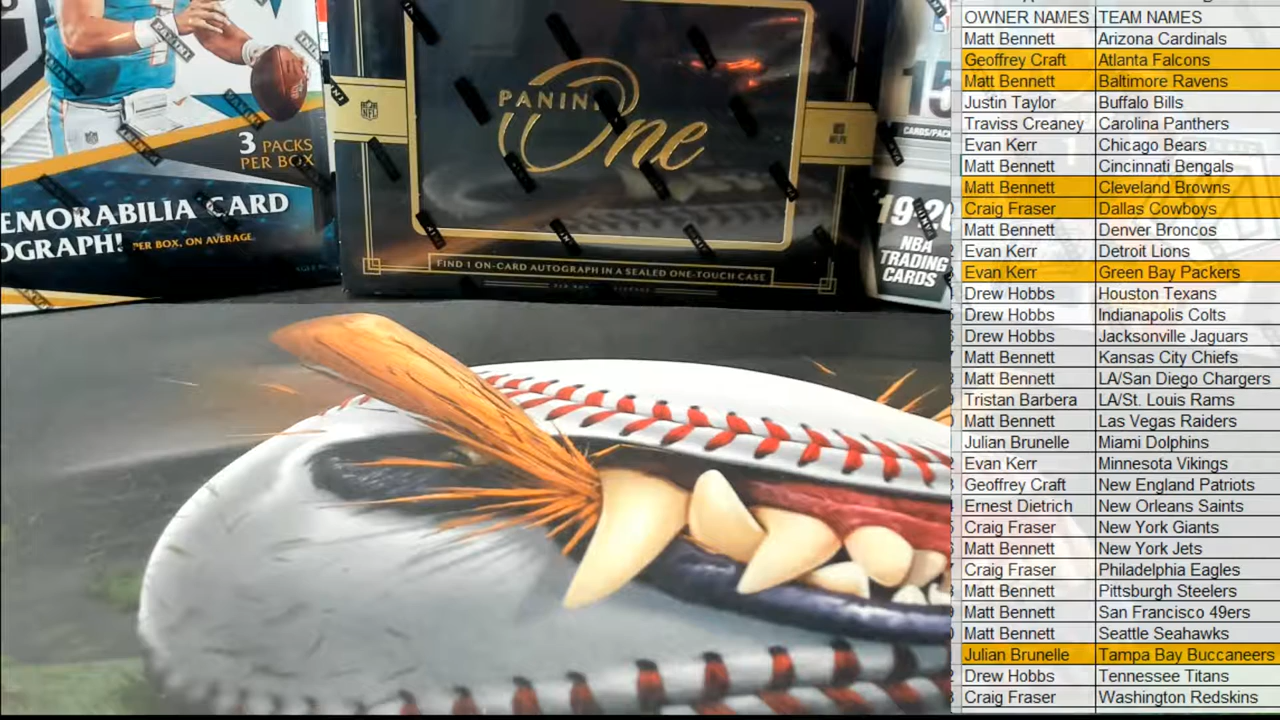 3 PACKS
PER BOX
EMORABILIA CARD
OGRAPH! PER BOX, ON AVERAGE.
PANINI
One
FIND 1 ON-CARD AUTOGRAPH IN A SEALED ONE-TOUCH CASE
15
CARDS/PACK
19-20
NBA
TRADING
CARDS
OWNER NAMES TEAM NAMES
Matt Bennett Arizona Cardinals
Geoffrey Craft Atlanta Falcons
Matt Bennett Baltimore Ravens
Justin Taylor Buffalo Bills
Traviss Creaney Carolina Panthers
Evan Kerr Chicago Bears
Matt Bennett Cincinnati Bengals
Matt Bennett Cleveland Browns
Craig Fraser Dallas Cowboys
Matt Bennett Denver Broncos
Evan Kerr Detroit Lions
Evan Kerr Green Bay Packers
Drew Hobbs Houston Texans
Drew Hobbs Indianapolis Colts
Drew Hobbs Jacksonville Jaguars
Matt Bennett Kansas City Chiefs
Matt Bennett LA/San Diego Chargers
Tristan Barbera LA/St. Louis Rams
Matt Bennett Las Vegas Raiders
Julian Brunelle Miami Dolphins
Evan Kerr Minnesota Vikings
Geoffrey Craft New England Patriots
Ernest Dietrich New Orleans Saints
Craig Fraser New York Giants
Matt Bennett New York Jets
Craig Fraser Philadelphia Eagles
Matt Bennett Pittsburgh Steelers
Matt Bennett San Francisco 49ers
Matt Bennett Seattle Seahawks
Julian Brunelle Tampa Bay Buccaneers
Drew Hobbs Tennessee Titans
Craig Fraser Washington Redskins